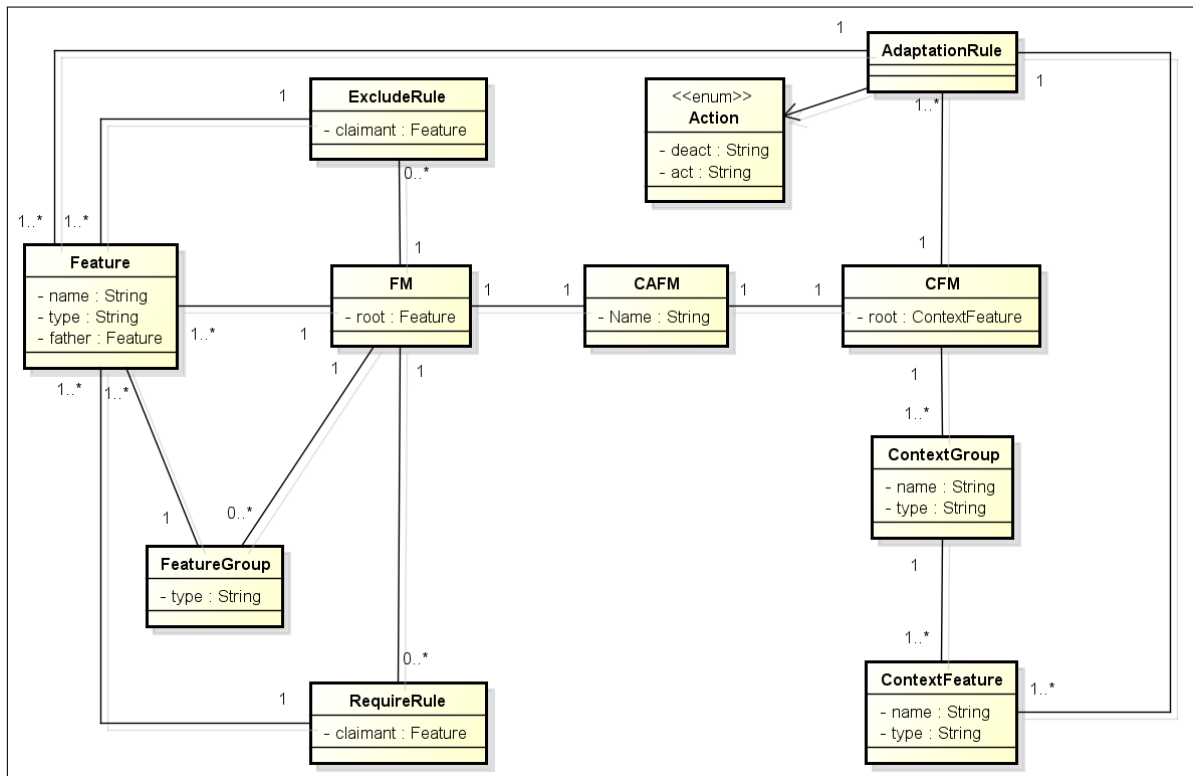 1
AdaptationRule
1
1..*
<<enum>>
Action
- deact : String
- act : String
1
ExcludeRule
- claimant : Feature
0..*
1..*
1..*
Feature
- name : String
- type : String
- father : Feature
1
FM
- root : Feature
1
1
CAFM
- Name : String
1
1
1
CFM
- root : ContextFeature
1..*
1
1..*
1..*
1
1
1
1..*
ContextGroup
- name : String
- type : String
1
0..*
FeatureGroup
- type : String
1
1..*
0..*
ContextFeature
- name : String
- type : String
1..*
1
RequireRule
- claimant : Feature